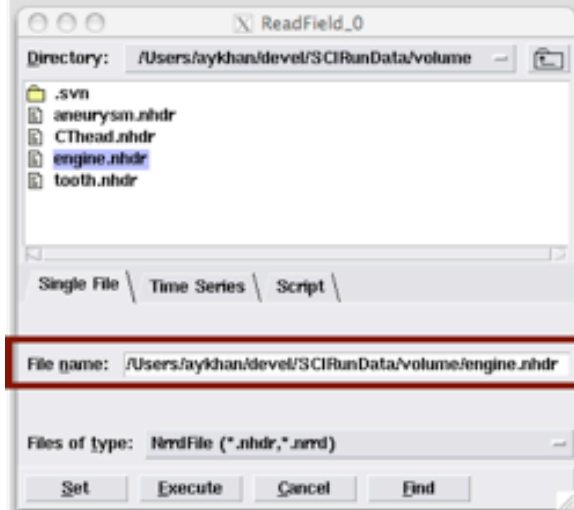 ReadField_0
Directory: /Users/aykhan/devel/SCIRunData/volume
.svn
aneurysm.nhdr
CThead.nhdr
engine.nhdr
tooth.nhdr
Single File Time Series Script
File name: /Users/aykhan/devel/SCIRunData/volume/engine.nhdr
Files of type: NrrdFile (*.nhdr,*.nrrd)
Set Execute Cancel Find